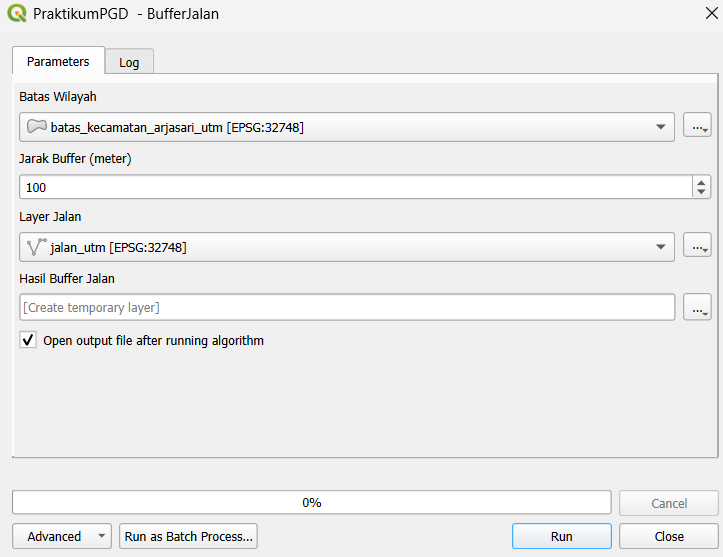 PraktikumPGD - BufferJalan
Parameters
Log
Batas Wilayah
batas_kecamatan_arjasari_utm [EPSG:32748]
...
Jarak Buffer (meter)
100
Layer Jalan
jalan_utm [EPSG:32748]
...
Hasil Buffer Jalan
[Create temporary layer]
...
Open output file after running algorithm
0%
Cancel
Advanced
Run as Batch Process...
Run
Close